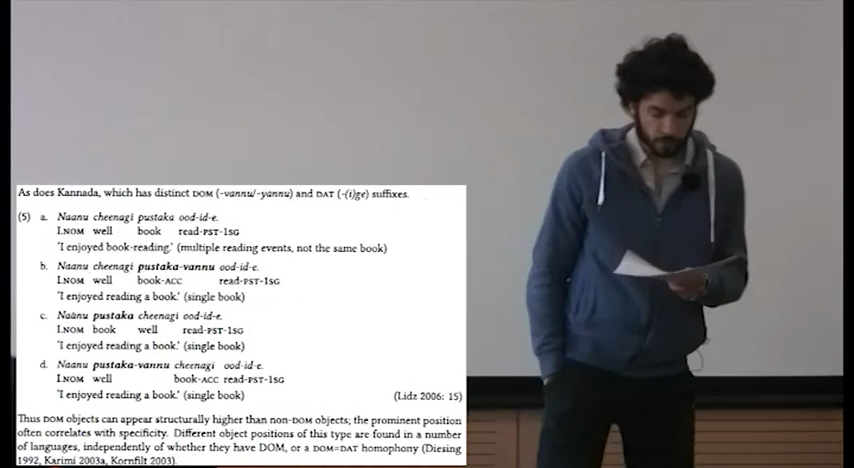 As does Kannada, which has distinct DOM (-vannu/-yannu) and DAT (-(i)ge) suffixes.
(5) a. Naanu cheenagi pustaka ood-id-e.
I.NOM well book read-PST-1SG
'I enjoyed book-reading.' (multiple reading events, not the same book)
b. Naanu cheenagi pustaka-vannu ood-id-e.
I.NOM well book-ACC read-PST-1SG
'I enjoyed reading a book.' (single book)
c. Naanu pustaka cheenagi ood-id-e.
I.NOM book well read-PST-1SG
'I enjoyed reading a book.' (single book)
d. Naanu pustaka-vannu cheenagi ood-id-e.
I.NOM well book-ACC read-PST-1SG
'I enjoyed reading a book.' (single book) (Lidz 2006: 15)
Thus DOM objects can appear structurally higher than non-DOM objects; the prominent position
often correlates with specificity. Different object positions of this type are found in a number
of languages, independently of whether they have DOM, or a DOM=DAT homophony (Diesing
1992, Karimi 2003a, Kornfilt 2003).